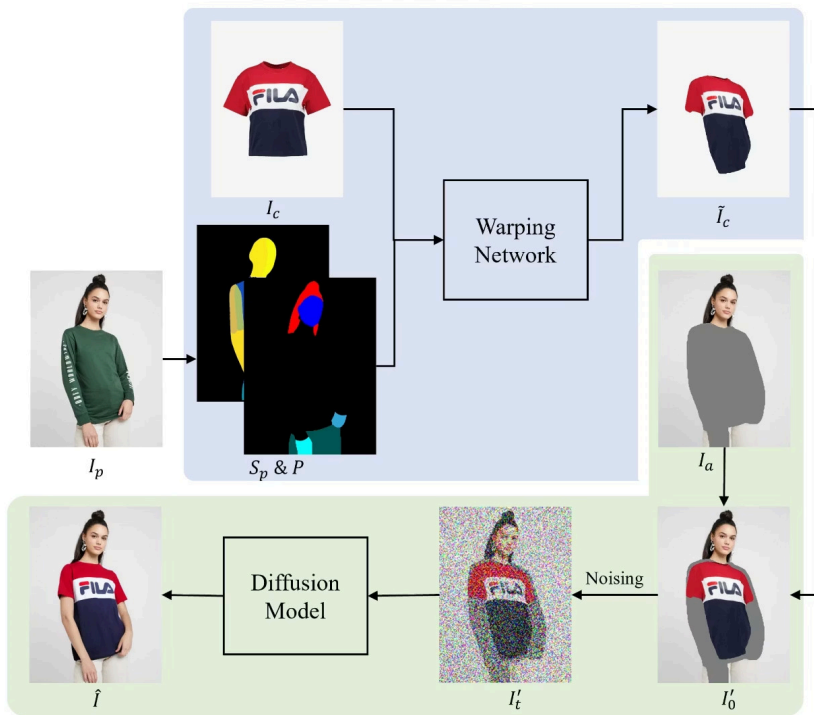 FILA
FILA
I_c
Ĩ_c
Warping
Network
I_p
S_p & P
I_a
FILA
Diffusion
Model
FILA
Noising
FILA
Î
I'_t
I'_0